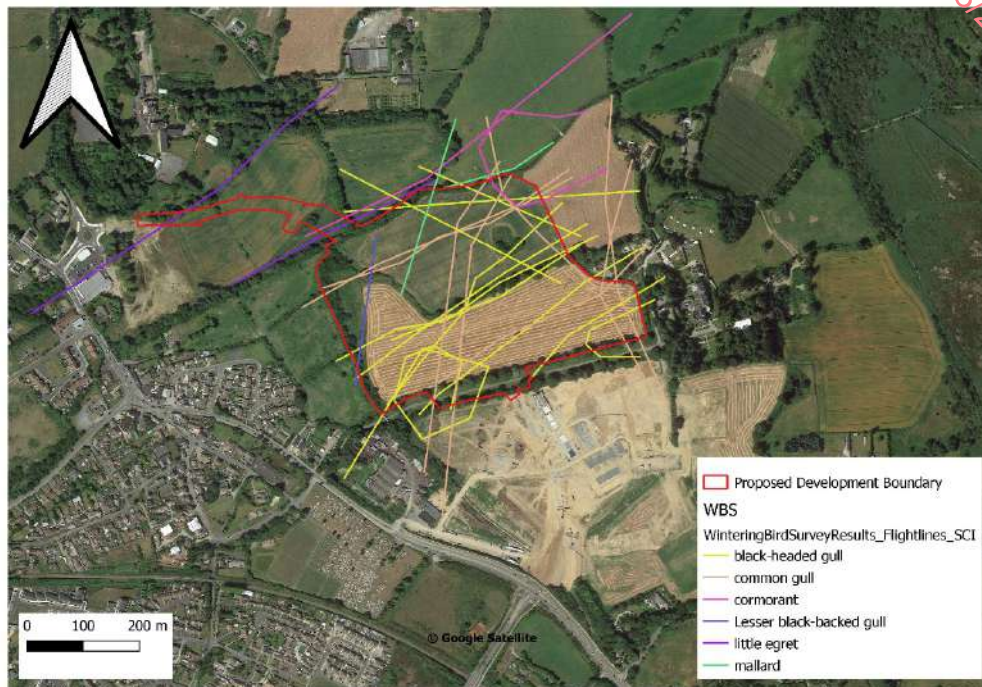 0 100 200 m
© Google Satellite
Proposed Development Boundary
WBS
WinteringBirdSurveyResults_Flightlines_SCI
black-headed gull
common gull
cormorant
Lesser black-backed gull
little egret
mallard